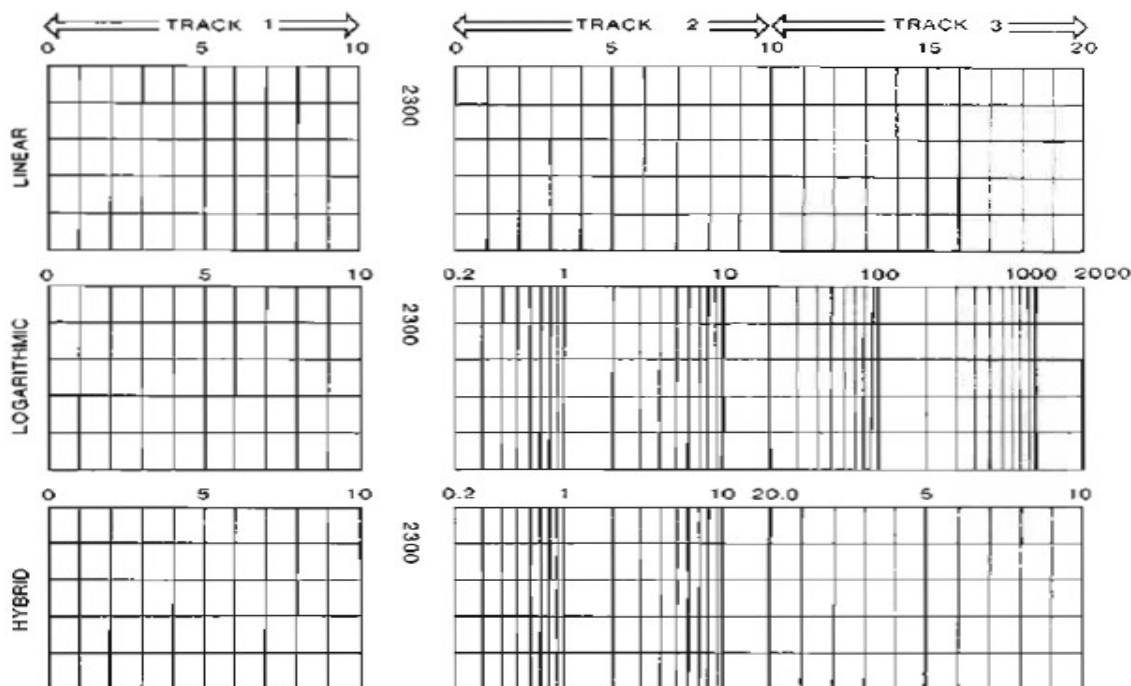 TRACK 1 TRACK 2 TRACK 3
0 5 10 0 5 10 15 20
LINEAR
2300
0 5 10 0.2 1 10 100 1000 2000
LOGARITHMIC
2300
0 5 10 0.2 1 10 20.0 5 10
HYBRID
2300